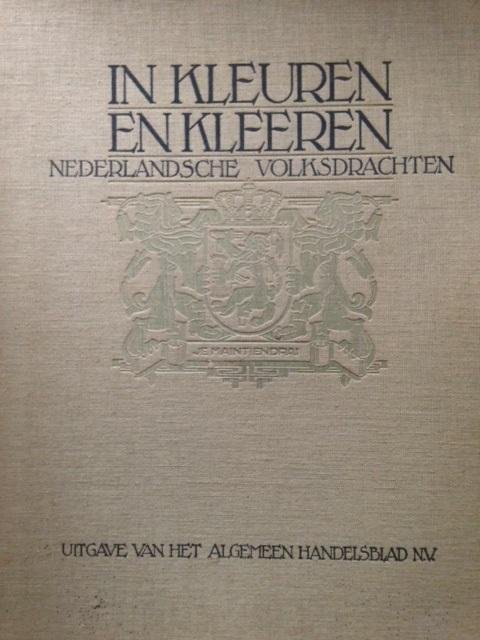 IN KLEUREN
EN KLEEREN
NEDERLANDSCHE VOLKSDRACHTEN
JE MAINTIENDRAI
UITGAVE VAN HET ALGEMEEN HANDELSBLAD N.V.